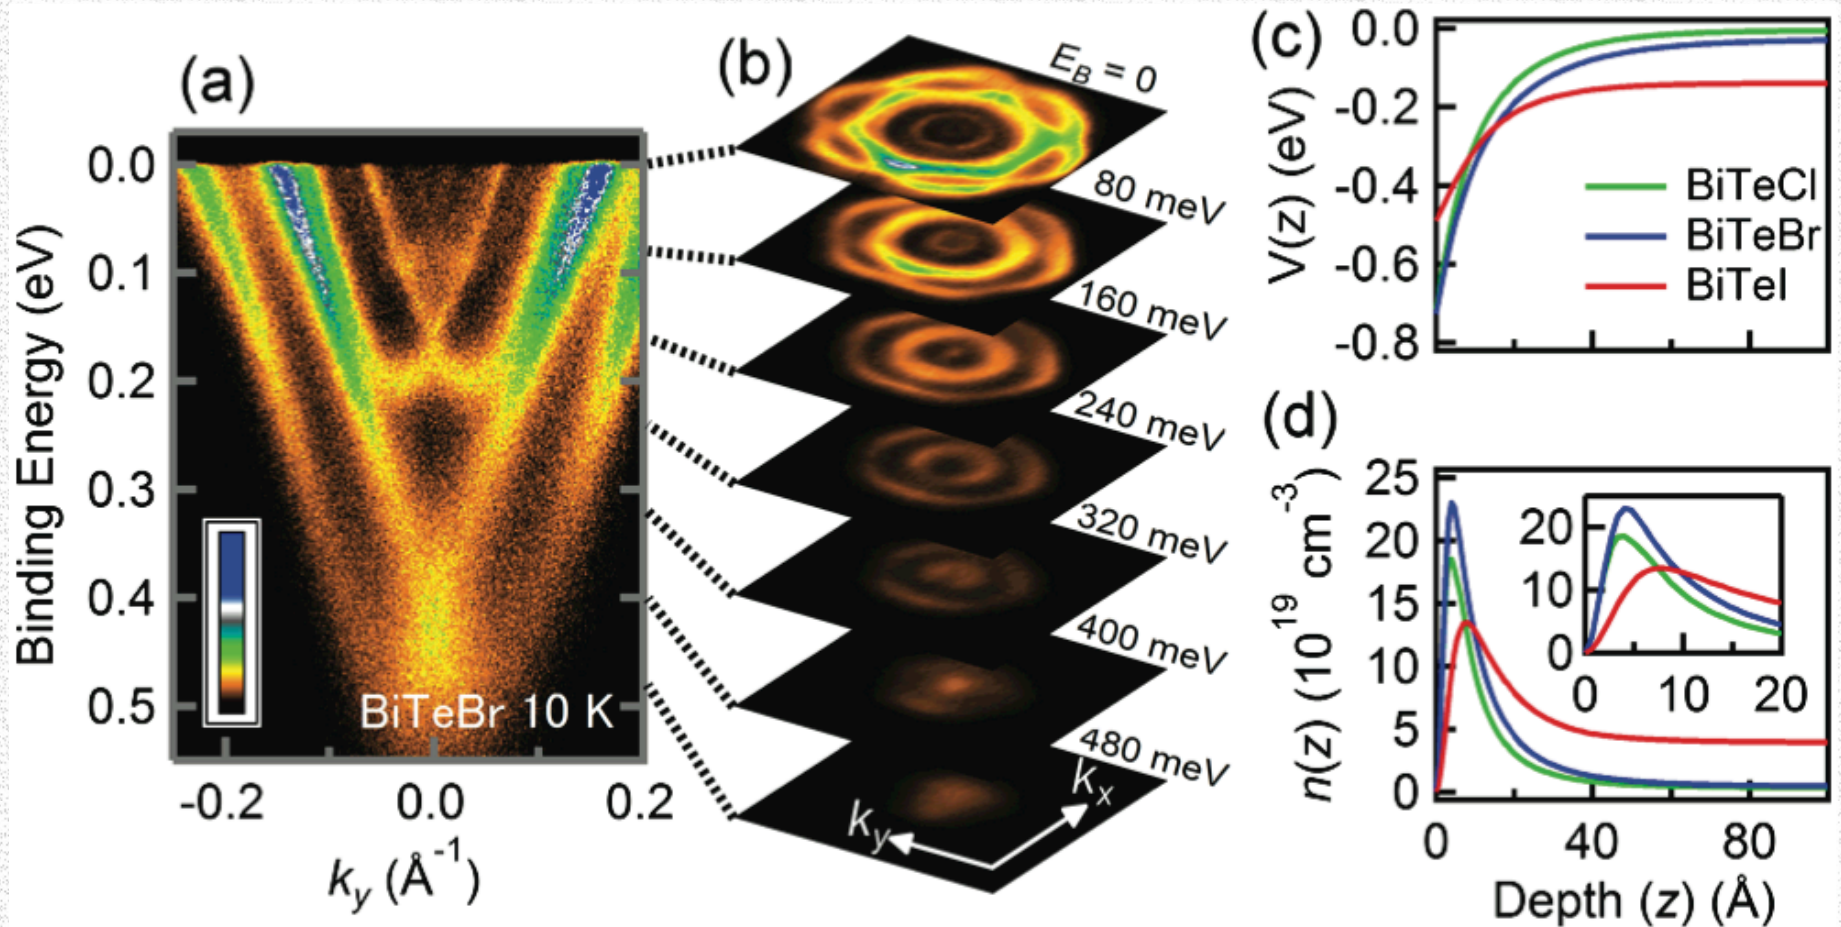 (a)
Binding Energy (eV)
0.0
0.1
0.2
0.3
0.4
0.5
BiTeBr 10 K
-0.2
0.0
0.2
k_y (Å⁻¹)
(b)
E_B = 0
80 meV
160 meV
240 meV
320 meV
400 meV
480 meV
k_x
k_y
(c)
V(z) (eV)
0.0
-0.2
-0.4
-0.6
-0.8
BiTeCl
BiTeBr
BiTeI
(d)
n(z) (10¹⁹ cm⁻³)
25
20
15
10
5
0
20
10
0
0 10 20
0 40 80
Depth (z) (Å)